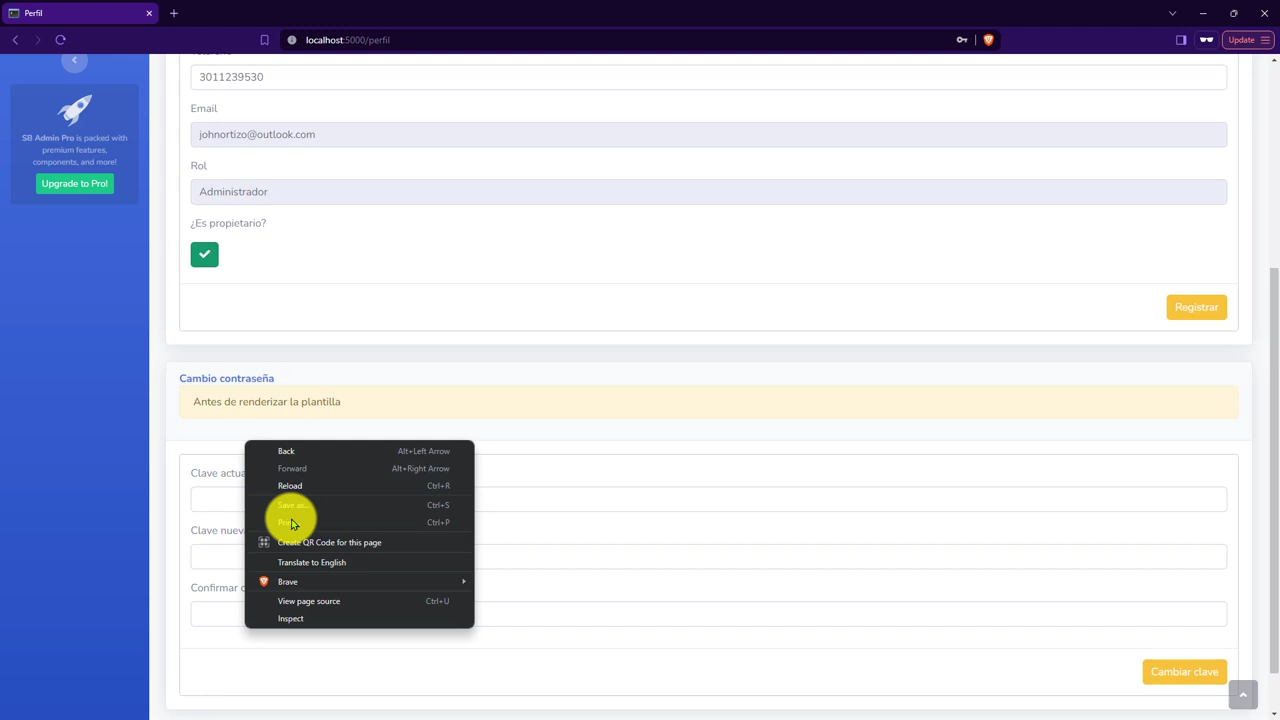 Perfil
localhost:5000/perfil
Update
3011239530
SB Admin Pro is packed with
premium features,
components, and more!
Upgrade to Pro!
Email
johnortizo@outlook.com
Rol
Administrador
¿Es propietario?
Registrar
Cambio contraseña
Antes de renderizar la plantilla
Back Alt+Left Arrow
Forward Alt+Right Arrow
Clave actua
Reload Ctrl+R
Save as... Ctrl+S
Ctrl+P
Clave nuev
Create QR Code for this page
Translate to English
Brave
Confirmar
View page source Ctrl+U
Inspect
Cambiar clave